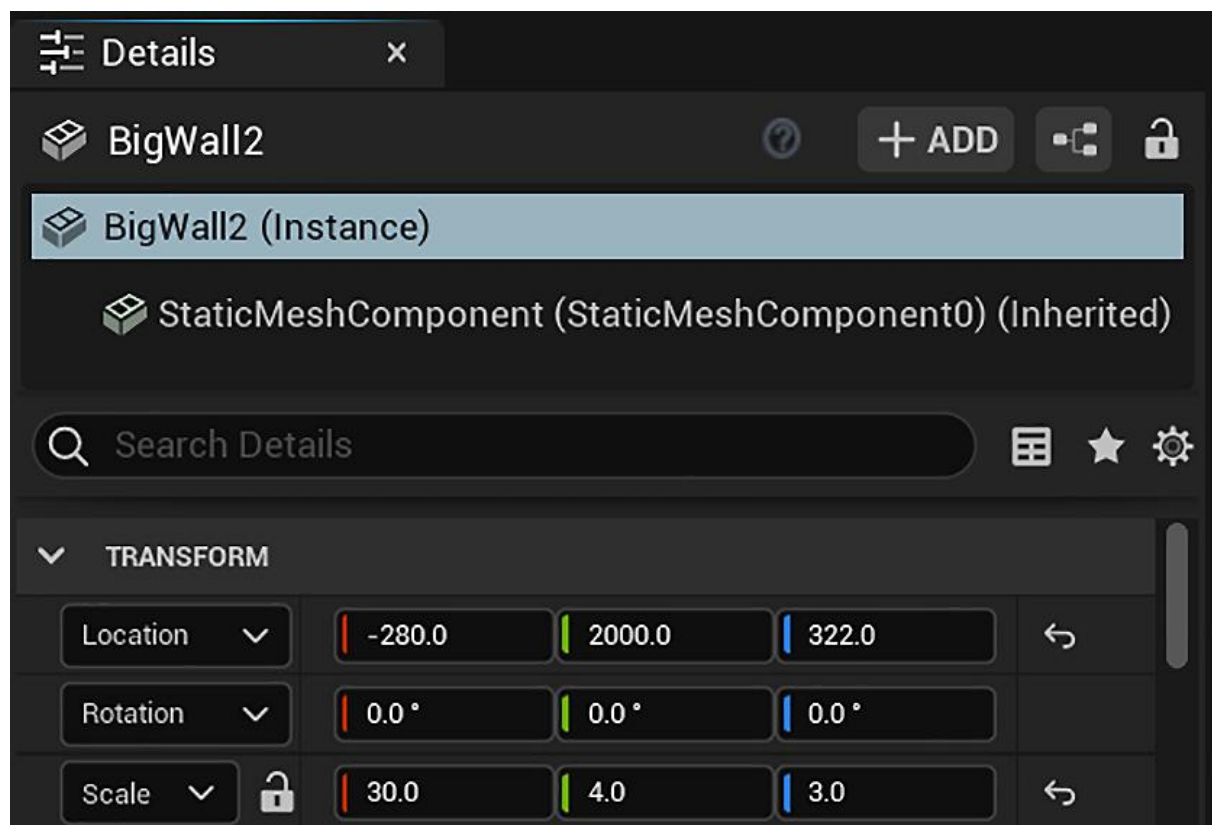 Details
BigWall2
+ ADD
BigWall2 (Instance)
StaticMeshComponent (StaticMeshComponent0) (Inherited)
Search Details
TRANSFORM
Location -280.0 2000.0 322.0
Rotation 0.0° 0.0° 0.0°
Scale 30.0 4.0 3.0